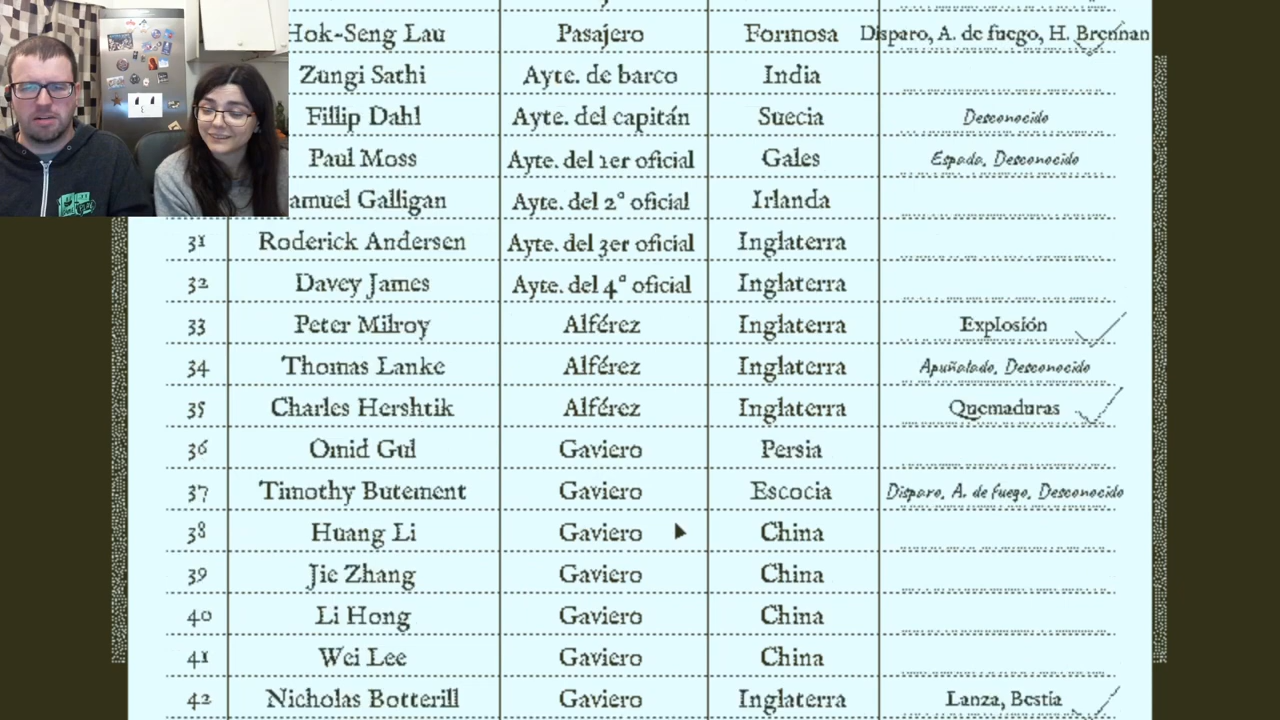 Hok-Seng Lau Pasajero Formosa Disparo, A. de fuego, H. Brennan
Zungi Sathi Ayte. de barco India
Fillip Dahl Ayte. del capitán Suecia Desconocido
Paul Moss Ayte. del 1er oficial Gales Espada, Desconocido
amuel Galligan Ayte. del 2º oficial Irlanda
31 Roderick Andersen Ayte. del 3er oficial Inglaterra
32 Davey James Ayte. del 4º oficial Inglaterra
33 Peter Milroy Alférez Inglaterra Explosión
34 Thomas Lanke Alférez Inglaterra Apuñalado, Desconocido
35 Charles Hershtik Alférez Inglaterra Quemaduras
36 Omid Gul Gaviero Persia
37 Timothy Butement Gaviero Escocia Disparo, A. de fuego, Desconocido
38 Huang Li Gaviero China
39 Jie Zhang Gaviero China
40 Li Hong Gaviero China
41 Wei Lee Gaviero China
42 Nicholas Botterill Gaviero Inglaterra Lanza, Bestia